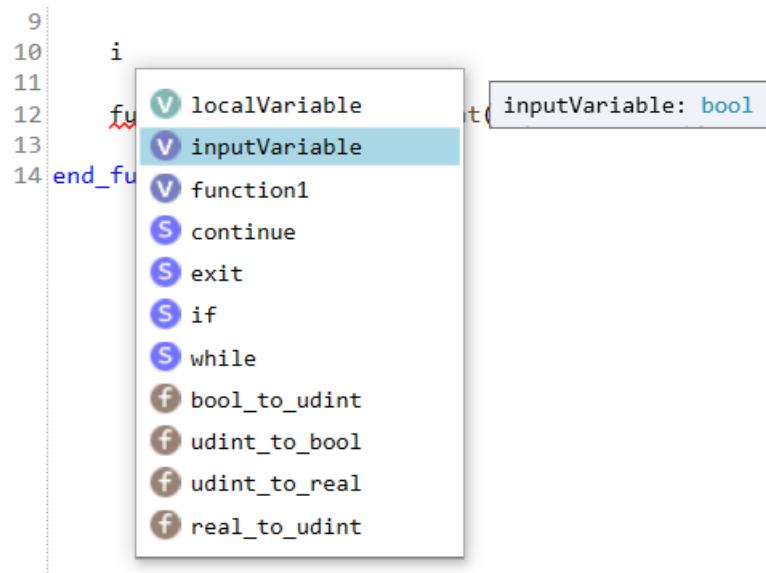 9
10 i
11
12 fu t( inputVariable: bool
13
14 end_fu
localVariable
inputVariable
function1
continue
exit
if
while
bool_to_udint
udint_to_bool
udint_to_real
real_to_udint